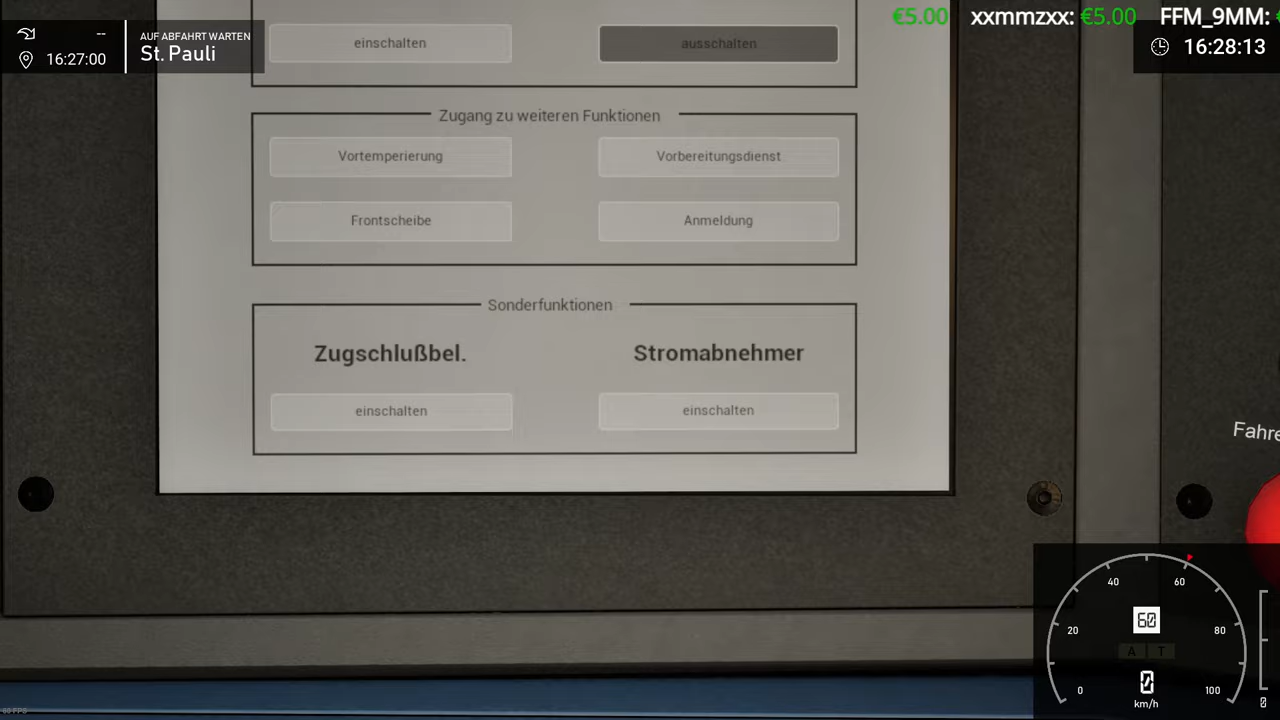 €5.00 xxmmzxx: €5.00 FFM_9MM:
--
AUF ABFAHRT WARTEN
16:27:00
St. Pauli
16:28:13
einschalten
ausschalten
Zugang zu weiteren Funktionen
Vortemperierung
Vorbereitungsdienst
Frontscheibe
Anmeldung
Sonderfunktionen
Zugschlußbel.
Stromabnehmer
einschalten
einschalten
Fahre
40
60
20
60
80
A T
0
0
100
km/h
0